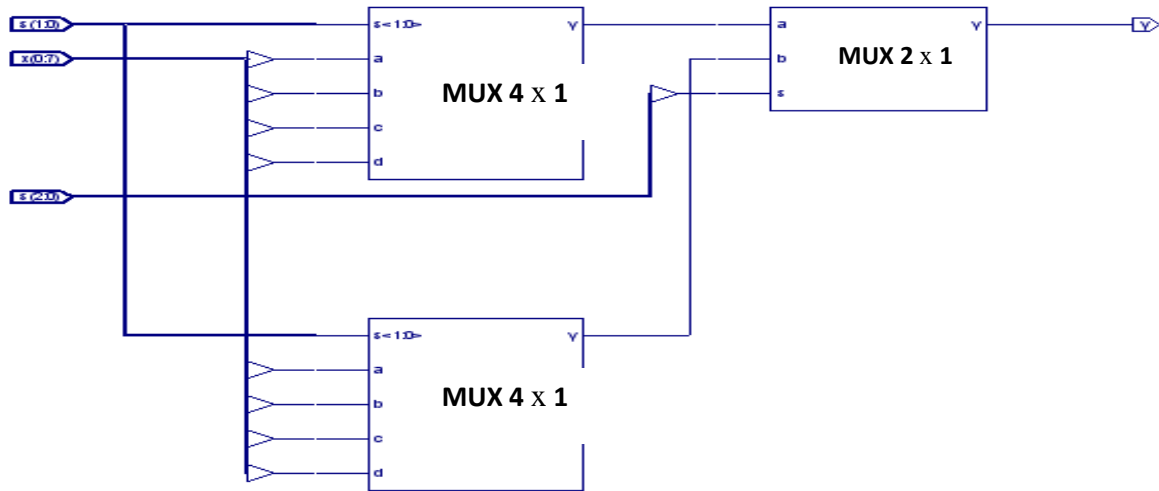 s(1:0)
x(0:7)
s(2:0)
s<1:0>
a
b
c
d
y
MUX 4 x 1
a
b
s
y
MUX 2 x 1
y
s<1:0>
a
b
c
d
y
MUX 4 x 1